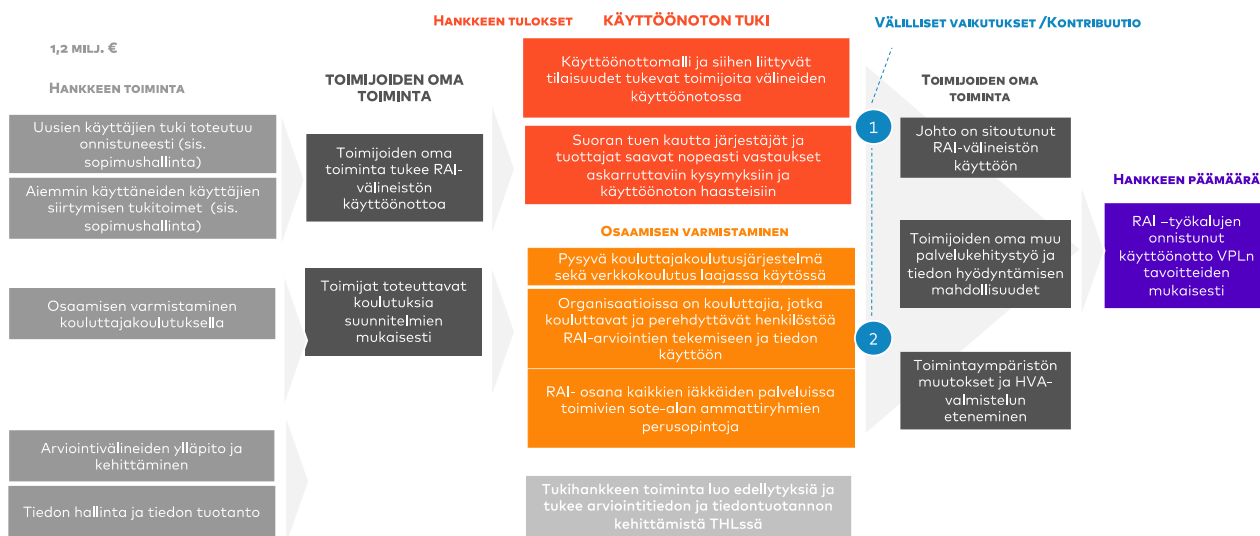 1,2 MILJ. €
HANKKEEN TOIMINTA
Uusien käyttäjien tuki toteutuu
onnistuneesti (sis.
sopimushallinta)
Aiemmin käyttäneiden käyttäjien
siirtymisen tukitoimet (sis.
sopimushallinta)
Osaamisen varmistaminen
kouluttajakoulutuksella
Arviointivälineiden ylläpito ja
kehittäminen
Tiedon hallinta ja tiedon tuotanto
TOIMIJOIDEN OMA
TOIMINTA
Toimijoiden oma
toiminta tukee RAI-
välineistön
käyttöönottoa
Toimijat toteuttavat
koulutuksia
suunnitelmien
mukaisesti
HANKKEEN TULOKSET
KÄYTTÖÖNOTON TUKI
Käyttöönottomalli ja siihen liittyvät
tilaisuudet tukevat toimijoita välineiden
käyttöönotossa
Suoran tuen kautta järjestäjät ja
tuottajat saavat nopeasti vastaukset
askarruttaviin kysymyksiin ja
käyttöönoton haasteisiin
OSAAMISEN VARMISTAMINEN
Pysyvä kouluttajakoulutusjärjestelmä
sekä verkkokoulutus laajassa käytössä
Organisaatioissa on kouluttajia, jotka
kouluttavat ja perehdyttävät henkilöstöä
RAI-arviointien tekemiseen ja tiedon
käyttöön
RAI- osana kaikkien iäkkäiden palveluissa
toimivien sote-alan ammattiryhmien
perusopintoja
Tukihankkeen toiminta luo edellytyksiä ja
tukee arviointitiedon ja tiedontuotannon
kehittämistä THLssä
VÄLILLISET VAIKUTUKSET /KONTRIBUUTIO
1
2
TOIMIJOIDEN OMA
TOIMINTA
Johto on sitoutunut
RAI-välineistön
käyttöön
Toimijoiden oma muu
palvelukehitystyö ja
tiedon hyödyntämisen
mahdollisuudet
Toimintaympäristön
muutokset ja HVA-
valmistelun
eteneminen
HANKKEEN PÄÄMÄÄRÄ
RAI –työkalujen
onnistunut
käyttöönotto VPLn
tavoitteiden
mukaisesti